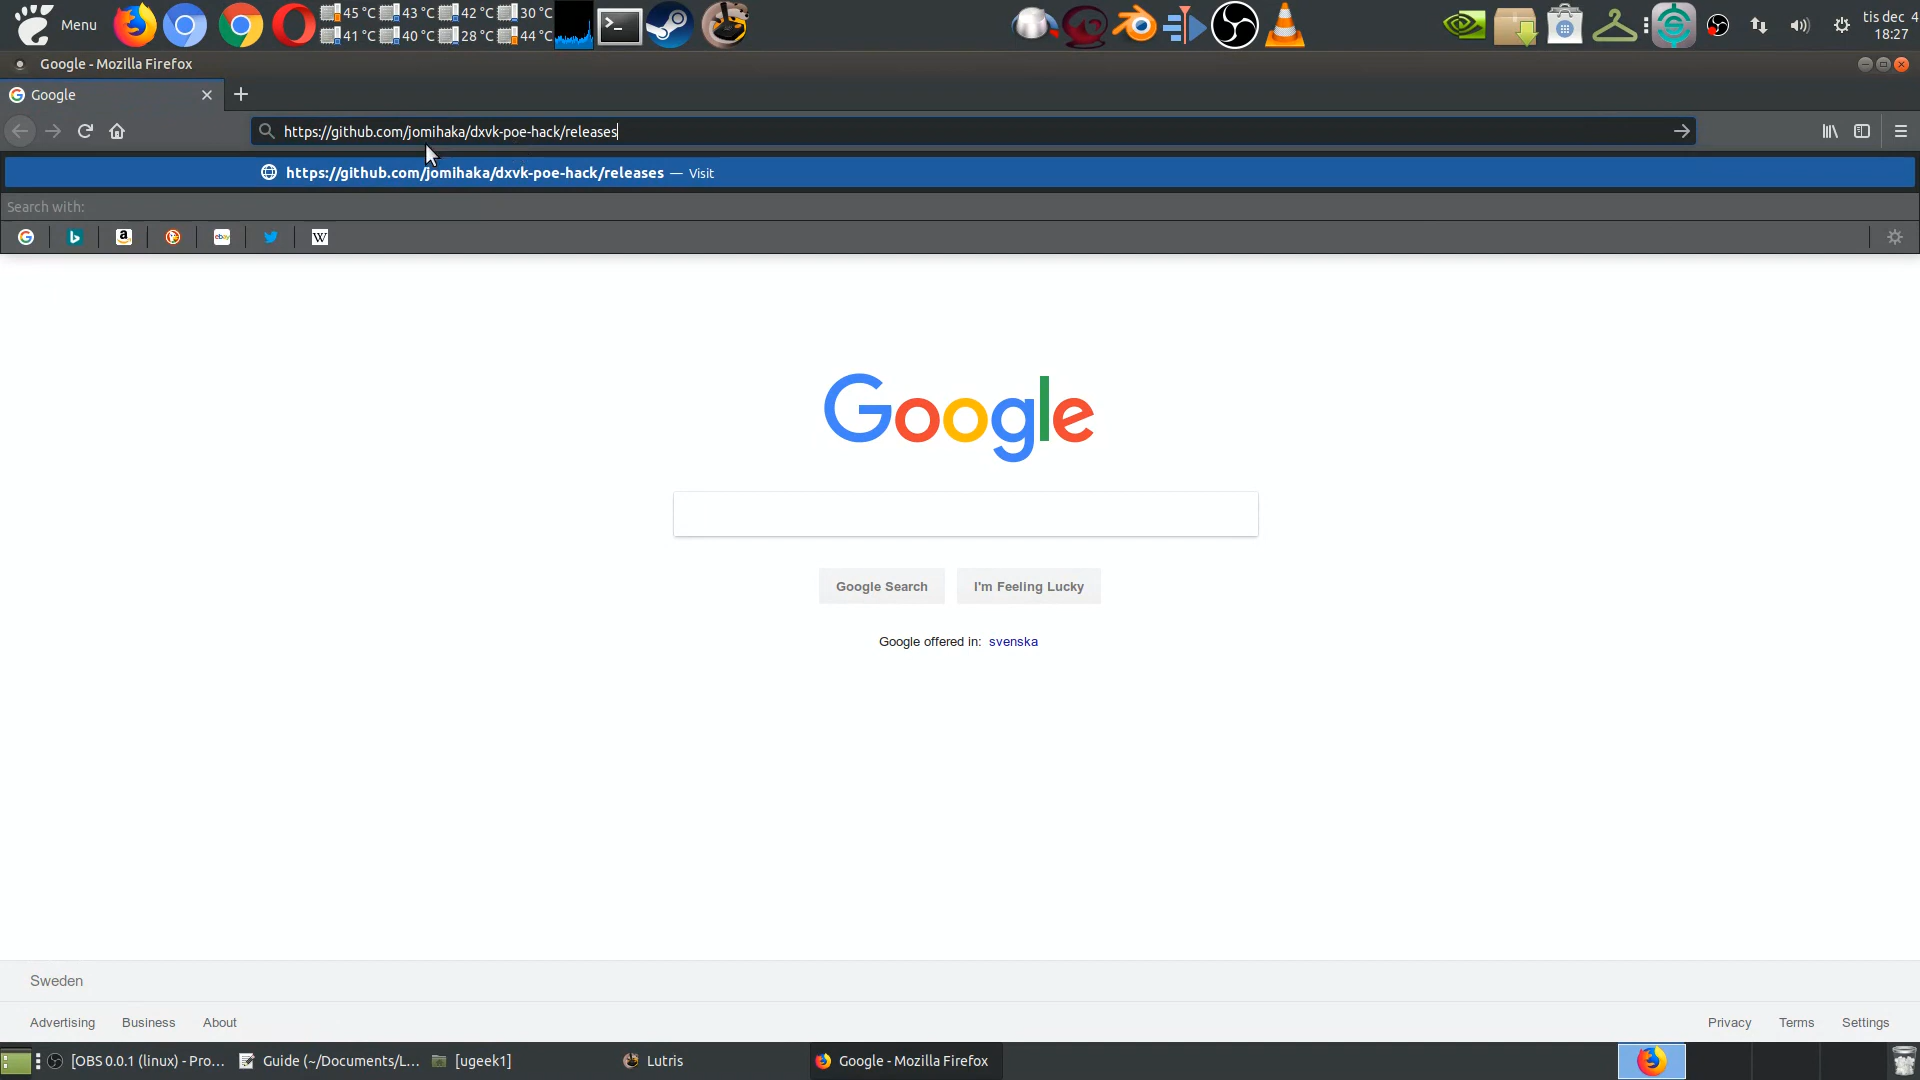 Menu
45 °C 43 °C 42 °C 30 °C
41 °C 40 °C 28 °C 44 °C
tis dec 4
18:27
Google - Mozilla Firefox
Google
https://github.com/jomihaka/dxvk-poe-hack/releases
https://github.com/jomihaka/dxvk-poe-hack/releases — Visit
Search with:
Google
Google Search
I'm Feeling Lucky
Google offered in: svenska
Sweden
Advertising Business About
Privacy Terms Settings
[OBS 0.0.1 (linux) - Pro... Guide (~/Documents/L... [ugeek1] Lutris Google - Mozilla Firefox